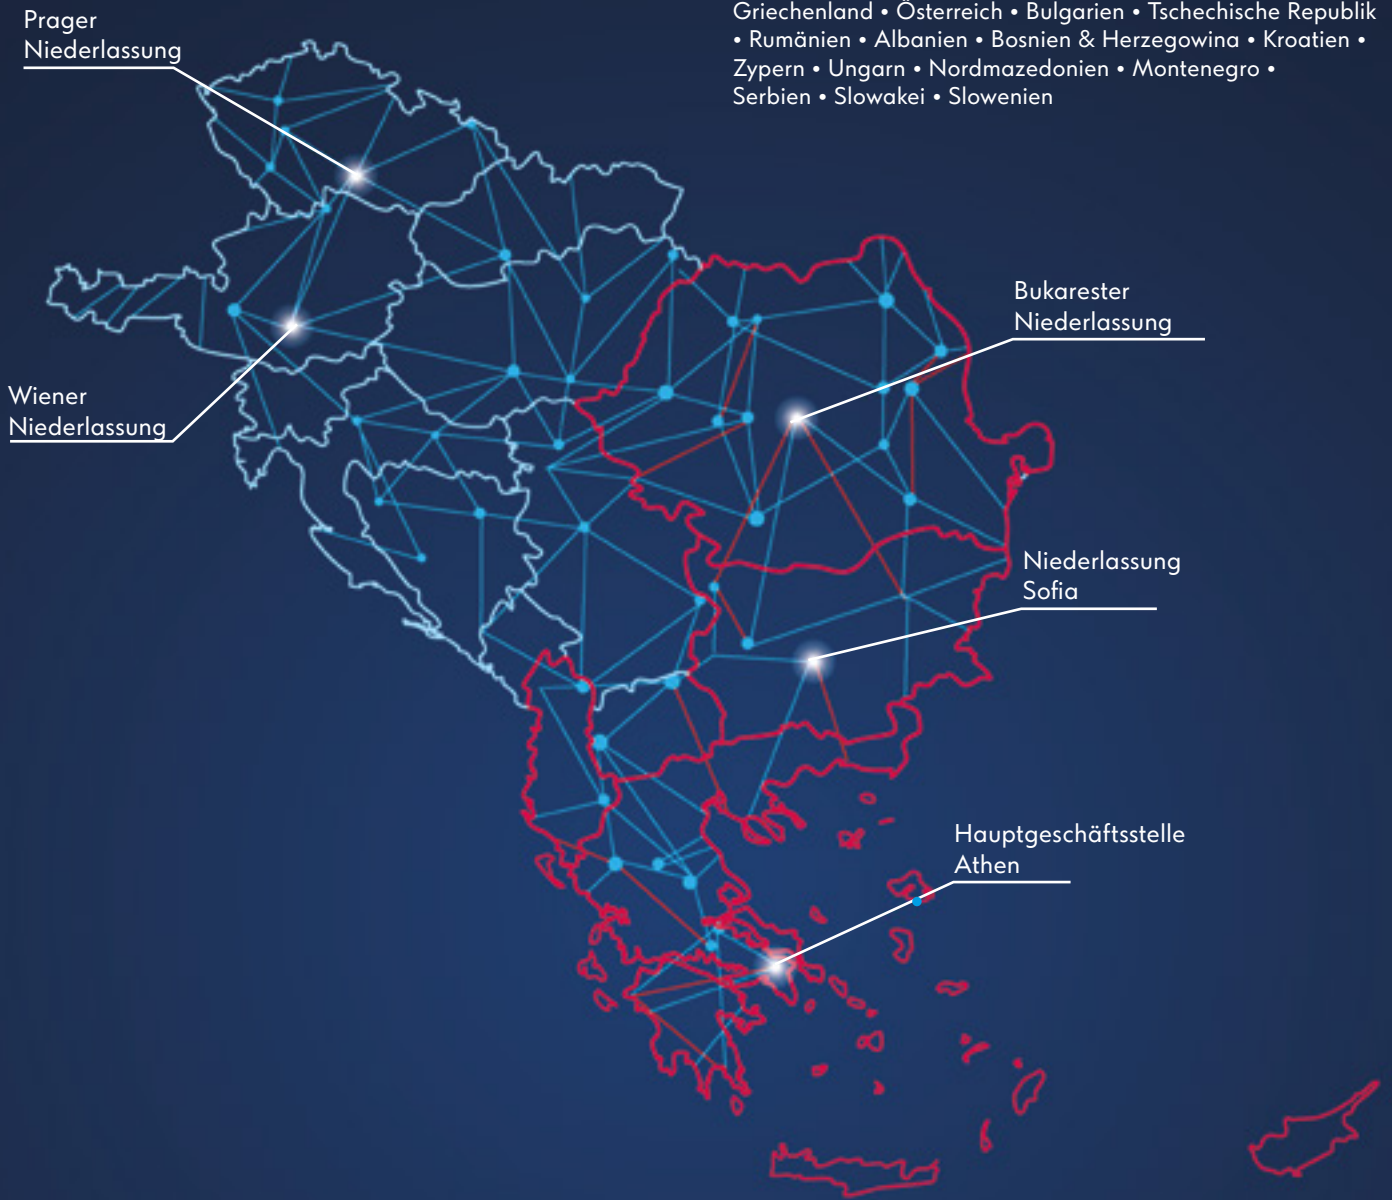 Prager
Niederlassung
Griechenland • Österreich • Bulgarien • Tschechische Republik
• Rumänien • Albanien • Bosnien & Herzegowina • Kroatien •
Zypern • Ungarn • Nordmazedonien • Montenegro •
Serbien • Slowakei • Slowenien
Bukarester
Niederlassung
Wiener
Niederlassung
Niederlassung
Sofia
Hauptgeschäftsstelle
Athen